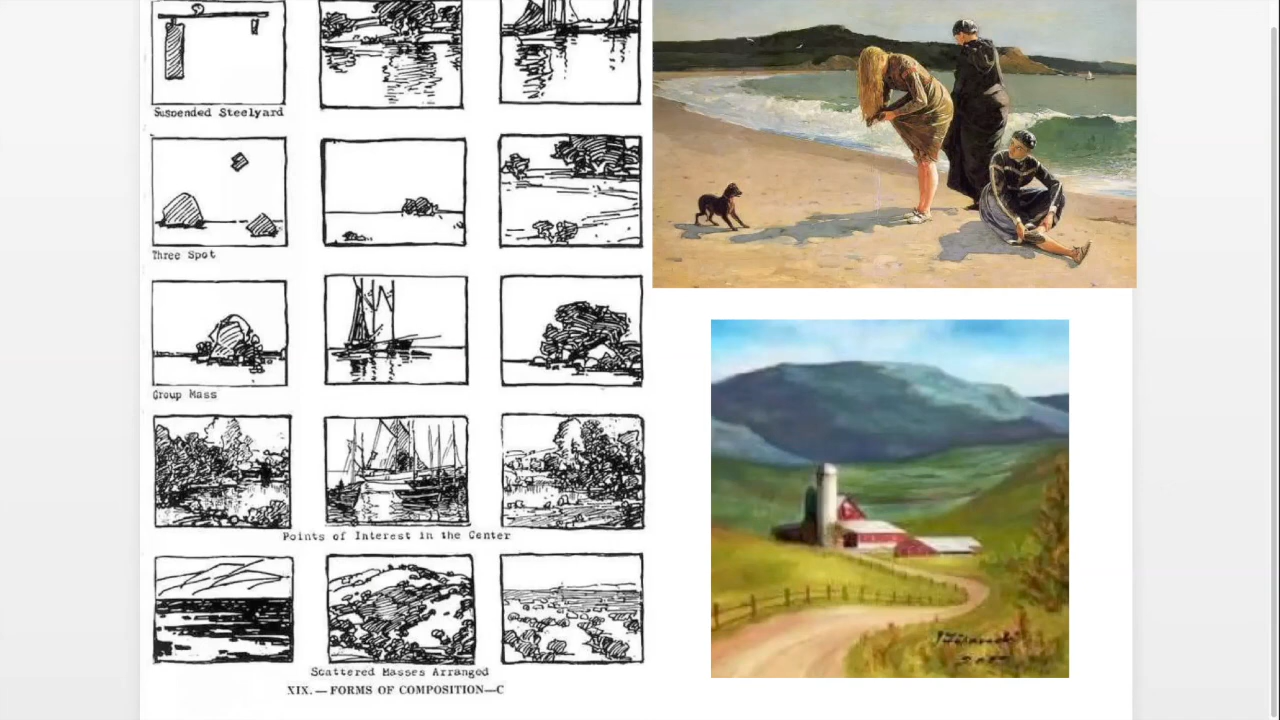 Suspended Steelyard
Three Spot
Group Mass
Points of Interest in the Center
Scattered Masses Arranged
XIX.—FORMS OF COMPOSITION—C